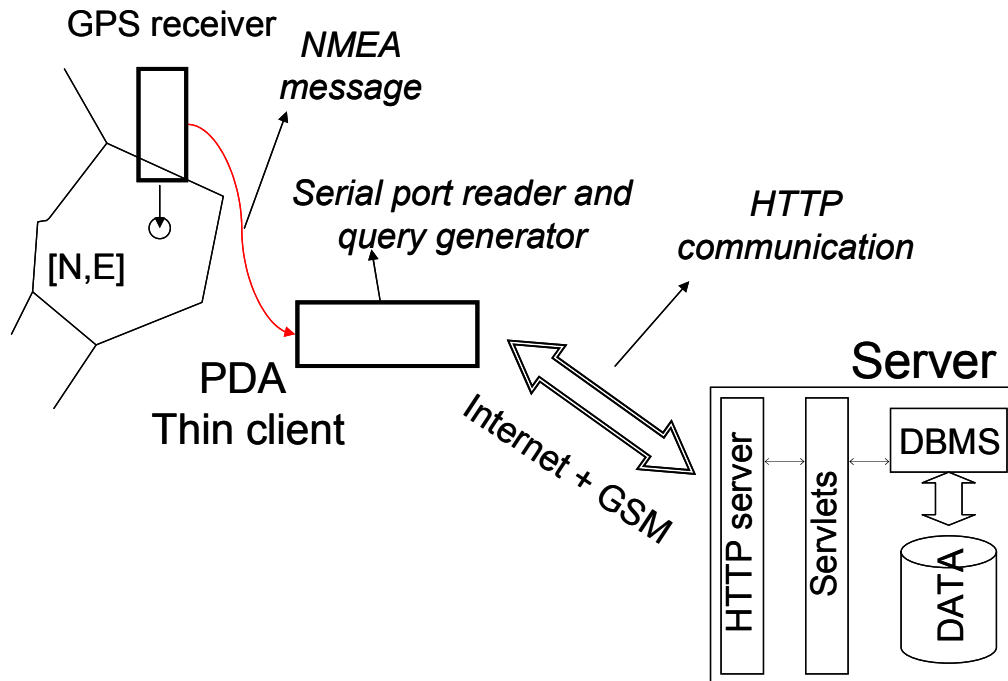 GPS receiver
NMEA
message
Serial port reader and
query generator
HTTP
communication
[N,E]
PDA
Thin client
Internet + GSM
Server
HTTP server
Servlets
DBMS
DATA